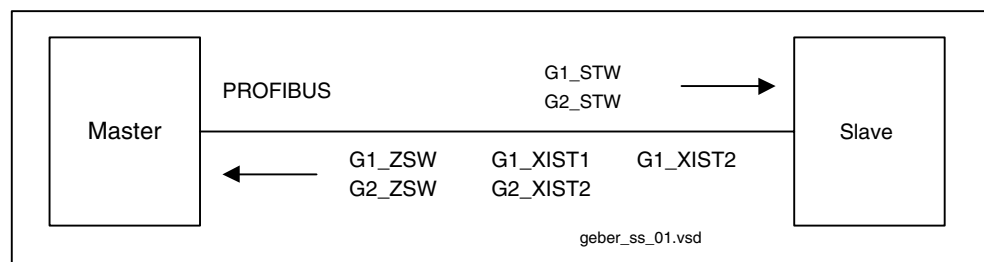 G1_STW
PROFIBUS
G2_STW
Master
Slave
G1_ZSW G1_XIST1 G1_XIST2
G2_ZSW G2_XIST2
geber_ss_01.vsd